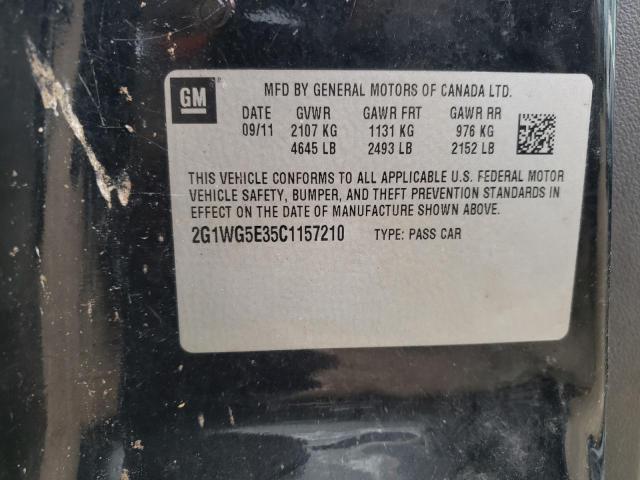 GM
MFD BY GENERAL MOTORS OF CANADA LTD.
DATE GVWR GAWR FRT GAWR RR
09/11 2107 KG 1131 KG 976 KG
4645 LB 2493 LB 2152 LB
THIS VEHICLE CONFORMS TO ALL APPLICABLE U.S. FEDERAL MOTOR
VEHICLE SAFETY, BUMPER, AND THEFT PREVENTION STANDARDS IN
EFFECT ON THE DATE OF MANUFACTURE SHOWN ABOVE.
2G1WG5E35C1157210 TYPE: PASS CAR